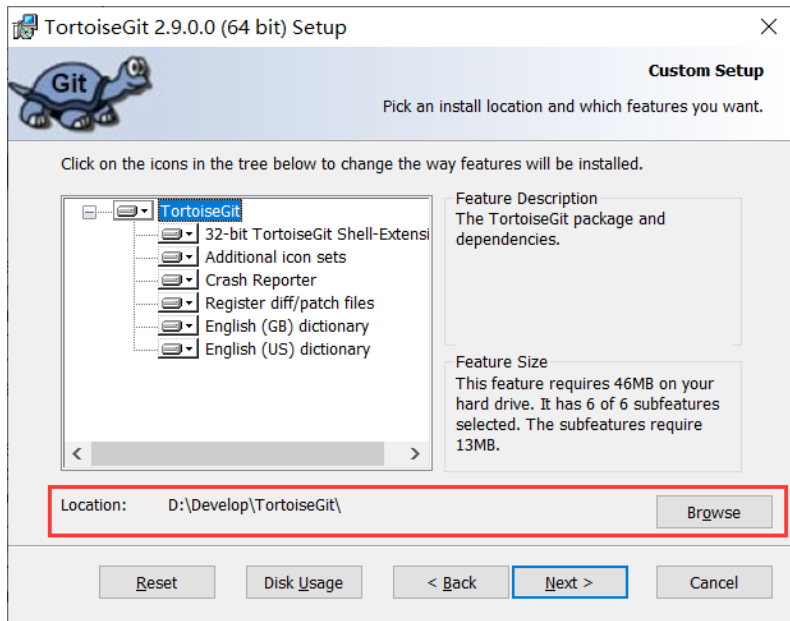 TortoiseGit 2.9.0.0 (64 bit) Setup
Git
Custom Setup
Pick an install location and which features you want.
Click on the icons in the tree below to change the way features will be installed.
TortoiseGit
32-bit TortoiseGit Shell-Extensi
Additional icon sets
Crash Reporter
Register diff/patch files
English (GB) dictionary
English (US) dictionary
Feature Description
The TortoiseGit package and
dependencies.
Feature Size
This feature requires 46MB on your
hard drive. It has 6 of 6 subfeatures
selected. The subfeatures require
13MB.
Location: D:\Develop\TortoiseGit\
Browse
Reset Disk Usage < Back Next > Cancel